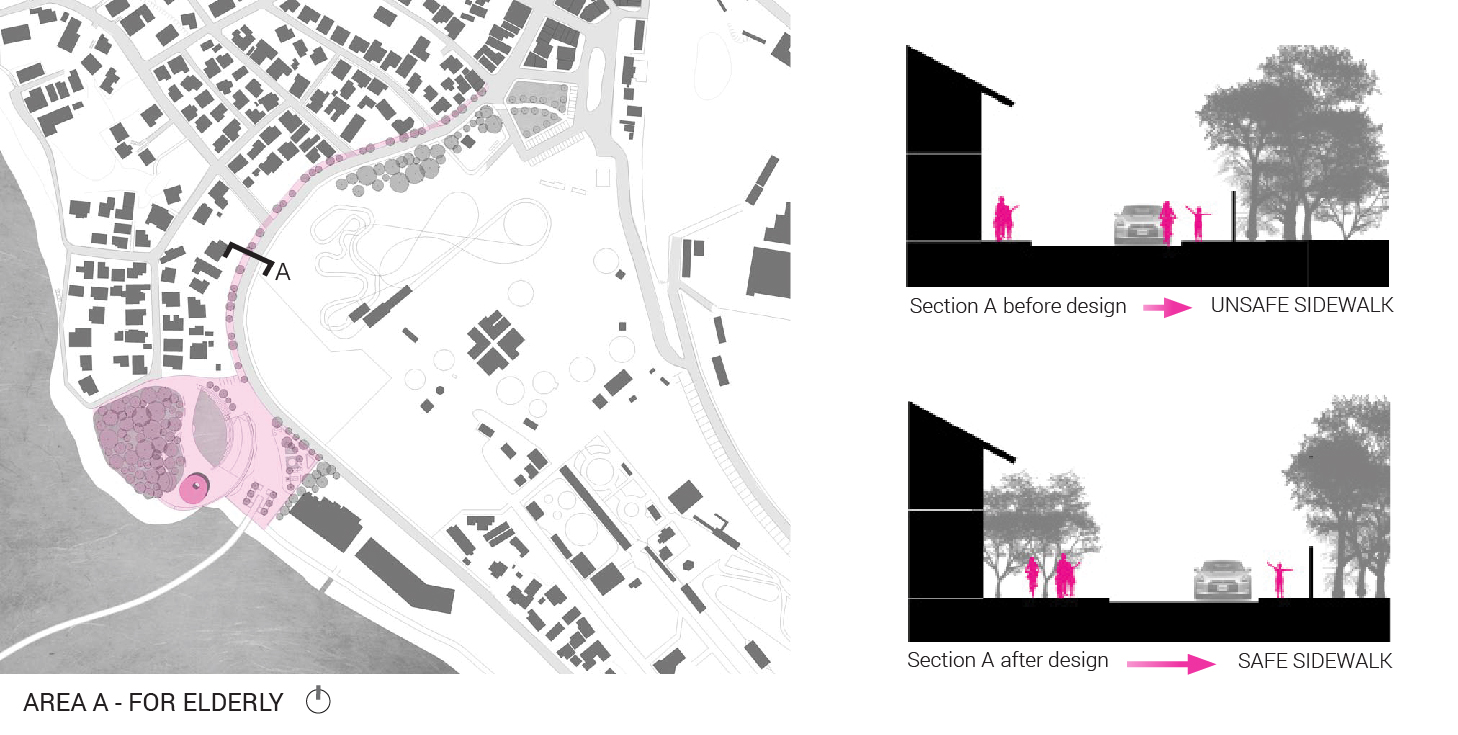 A
Section A before design
UNSAFE SIDEWALK
Section A after design
SAFE SIDEWALK
AREA A - FOR ELDERLY